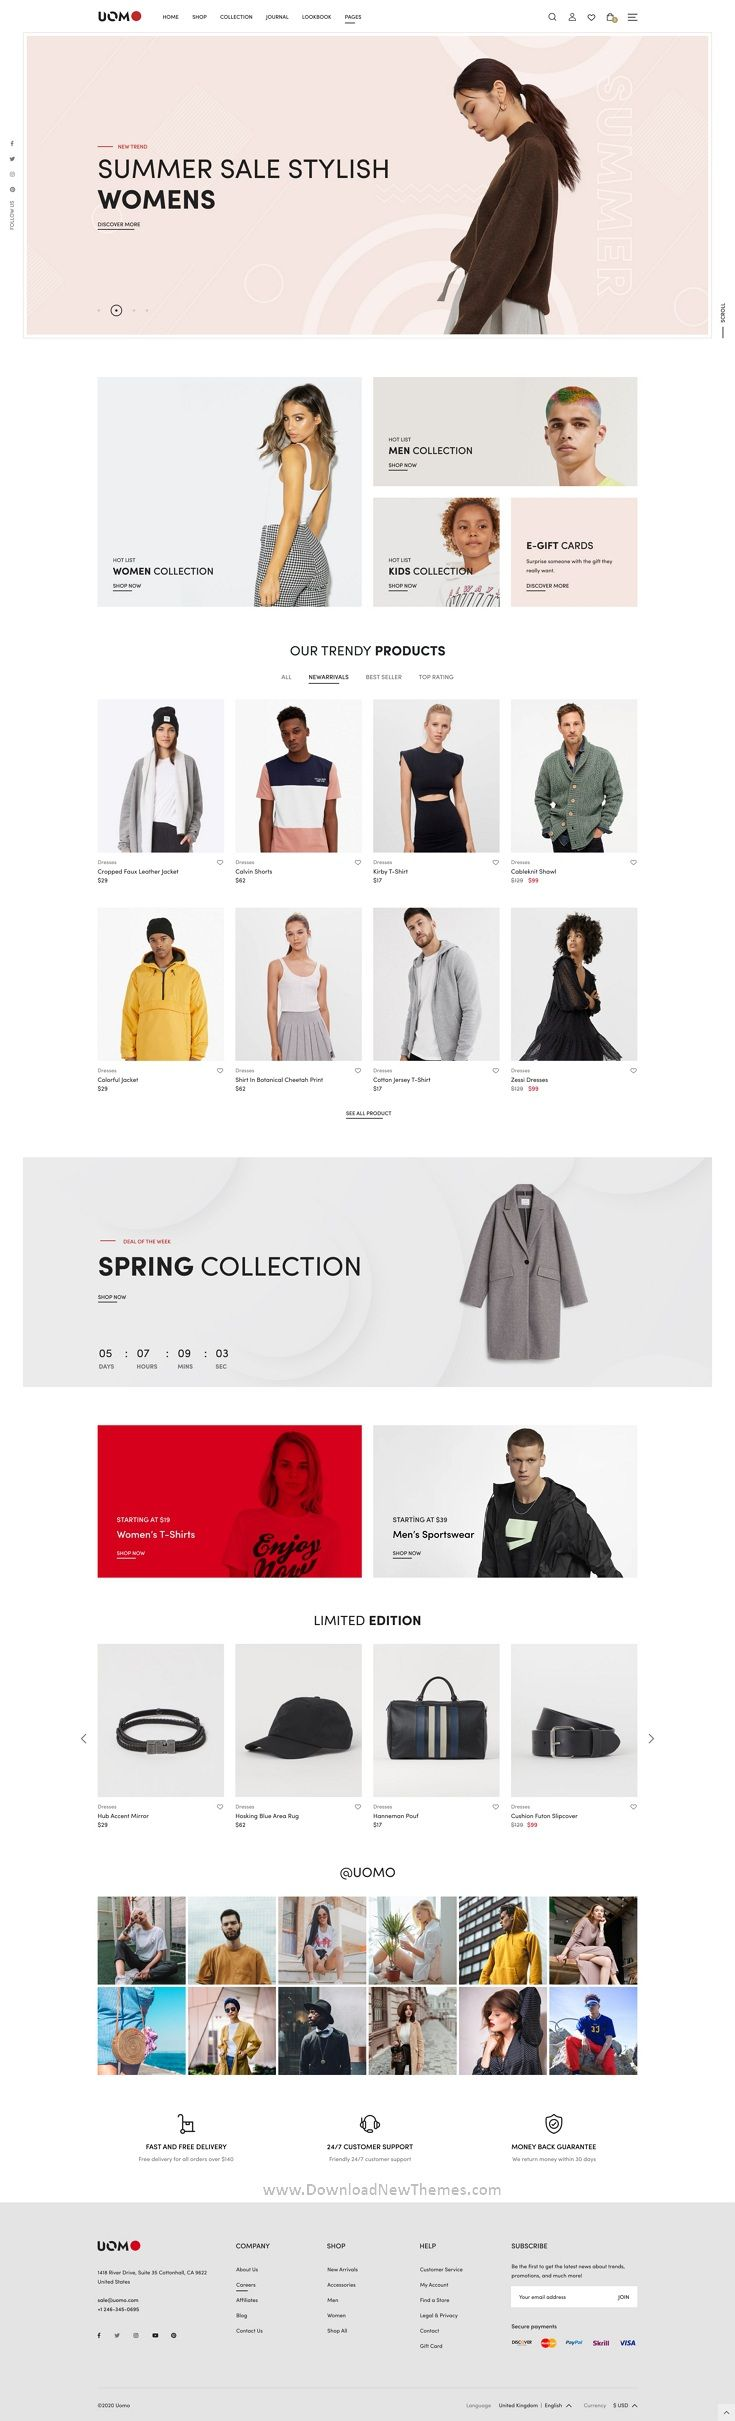 UOMO
HOME SHOP COLLECTION JOURNAL LOOKBOOK PAGES
FOLLOW US
NEW TREND
SUMMER SALE STYLISH
WOMENS
DISCOVER MORE
SUMMER
SCROLL
HOT LIST
WOMEN COLLECTION
SHOP NOW
HOT LIST
MEN COLLECTION
SHOP NOW
HOT LIST
KIDS COLLECTION
SHOP NOW
ALWAYS
E-GIFT CARDS
Surprise someone with the gift they
really want.
DISCOVER MORE
OUR TRENDY PRODUCTS
ALL NEWARRIVALS BEST SELLER TOP RATING
Dresses
Cropped Faux Leather Jacket
$29
Dresses
Calvin Shorts
$62
Dresses
Kirby T-Shirt
$17
Dresses
Cableknit Shawl
$129 $99
Dresses
Colorful Jacket
$29
Dresses
Shirt In Botanical Cheetah Print
$62
Dresses
Cotton Jersey T-Shirt
$17
Dresses
Zessi Dresses
$129 $99
SEE ALL PRODUCT
DEAL OF THE WEEK
SPRING COLLECTION
SHOP NOW
05 : 07 : 09 : 03
DAYS HOURS MINS SEC
STARTING AT $19
Women's T-Shirts
SHOP NOW
Enjoy
Now
STARTING AT $39
Men's Sportswear
SHOP NOW
LIMITED EDITION
Dresses
Hub Accent Mirror
$29
Dresses
Hosking Blue Area Rug
$62
Dresses
Hanneman Pouf
$17
Dresses
Cushion Futon Slipcover
$129 $99
@UOMO
33
FAST AND FREE DELIVERY
Free delivery for all orders over $140
24/7 CUSTOMER SUPPORT
Friendly 24/7 customer support
MONEY BACK GUARANTEE
We return money within 30 days
www.DownloadNewThemes.com
UOMO
1418 River Drive, Suite 35 Cottonhall, CA 9622
United States
sale@uomo.com
+1 246-345-0695
COMPANY
About Us
Careers
Affiliates
Blog
Contact Us
SHOP
New Arrivals
Accessories
Men
Women
Shop All
HELP
Customer Service
My Account
Find a Store
Legal & Privacy
Contact
Gift Card
SUBSCRIBE
Be the first to get the latest news about trends,
promotions, and much more!
Your email address JOIN
Secure payments
DISCOVER MasterCard PayPal Skrill VISA
©2020 Uomo
Language United Kingdom | English Currency $ USD